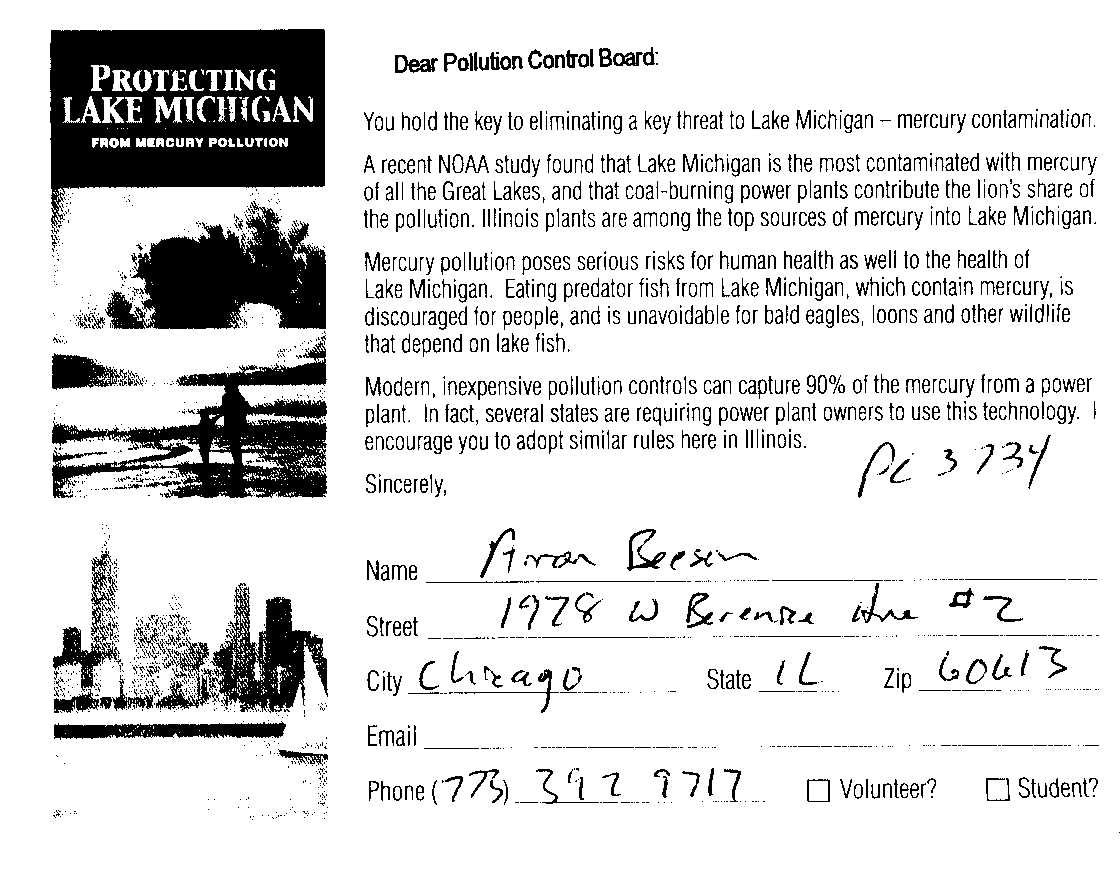 PROTECTING
LAKE MICHIGAN
FROM MERCURY POLLUTION
Dear Pollution Control Board:
You hold the key to eliminating a key threat to Lake Michigan – mercury contamination.
A recent NOAA study found that Lake Michigan is the most contaminated with mercury
of all the Great Lakes, and that coal-burning power plants contribute the lion's share of
the pollution. Illinois plants are among the top sources of mercury into Lake Michigan.
Mercury pollution poses serious risks for human health as well to the health of
Lake Michigan. Eating predator fish from Lake Michigan, which contain mercury, is
discouraged for people, and is unavoidable for bald eagles, loons and other wildlife
that depend on lake fish.
Modern, inexpensive pollution controls can capture 90% of the mercury from a power
plant. In fact, several states are requiring power plant owners to use this technology. I
encourage you to adopt similar rules here in Illinois.
PC 3734
Sincerely,
Name Aaron Beeson
Street 1978 W Berenice Ave #2
City Chicago State IL Zip 60613
Email
Phone (773) 392 9717 Volunteer? Student?